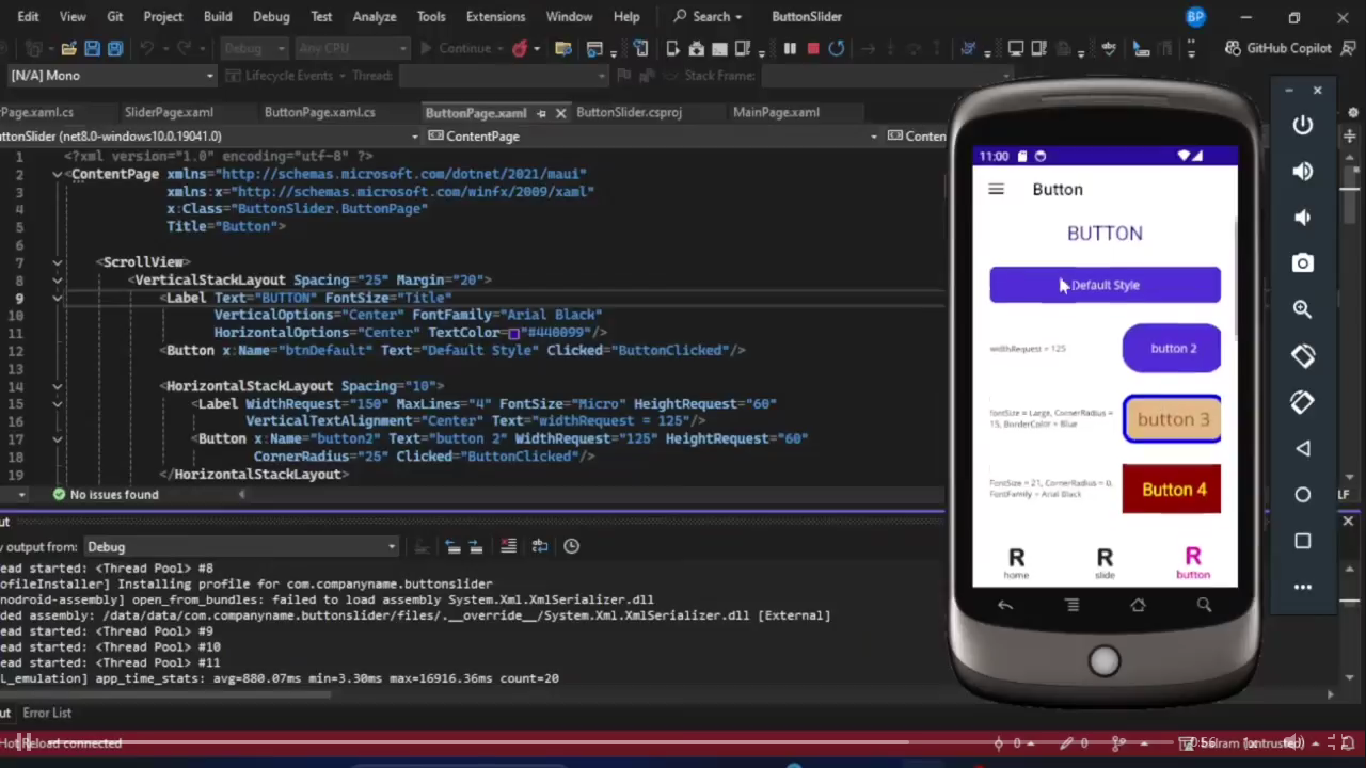 Edit View Git Project Build Debug Test Analyze Tools Extensions Window Help Search ButtonSlider BP
Debug Any CPU Continue GitHub Copilot
[N/A] Mono Lifecycle Events Thread: Stack Frame:
Page.xaml.cs SliderPage.xaml ButtonPage.xaml.cs ButtonPage.xaml ButtonSlider.csproj MainPage.xaml
uttonSlider (net8.0-windows10.0.19041.0) ContentPage Conten
1 <?xml version="1.0" encoding="utf-8" ?>
2 <ContentPage xmlns="http://schemas.microsoft.com/dotnet/2021/maui"
3 xmlns:x="http://schemas.microsoft.com/winfx/2009/xaml"
4 x:Class="ButtonSlider.ButtonPage"
5 Title="Button">
6
7 <ScrollView>
8 <VerticalStackLayout Spacing="25" Margin="20">
9 <Label Text="BUTTON" FontSize="Title"
10 VerticalOptions="Center" FontFamily="Arial Black"
11 HorizontalOptions="Center" TextColor="#440099"/>
12 <Button x:Name="btnDefault" Text="Default Style" Clicked="ButtonClicked"/>
13
14 <HorizontalStackLayout Spacing="10">
15 <Label WidthRequest="150" MaxLines="4" FontSize="Micro" HeightRequest="60"
16 VerticalTextAlignment="Center" Text="widthRequest = 125"/>
17 <Button x:Name="button2" Text="button 2" WidthRequest="125" HeightRequest="60"
18 CornerRadius="25" Clicked="ButtonClicked"/>
19 </HorizontalStackLayout>
No issues found
LF
ut
y output from: Debug
ead started: <Thread Pool> #8
ofileInstaller] Installing profile for com.companyname.buttonslider
nodroid-assembly] open_from_bundles: failed to load assembly System.Xml.XmlSerializer.dll
ded assembly: /data/data/com.companyname.buttonslider/files/.__override__/System.Xml.XmlSerializer.dll [External]
ead started: <Thread Pool> #9
ead started: <Thread Pool> #10
ead started: <Thread Pool> #11
L_emulation] app_time_stats: avg=880.07ms min=3.30ms max=16916.36ms count=20
ut Error List
Hot Reload connected
0 0
11:00
Button
BUTTON
Default Style
widthRequest = 125
button 2
fontSize = Large, CornerRadius =
15, BorderColor = Blue
button 3
FontSize = 21, CornerRadius = 0,
FontFamily = Arial Black
Button 4
R R R
home slide button